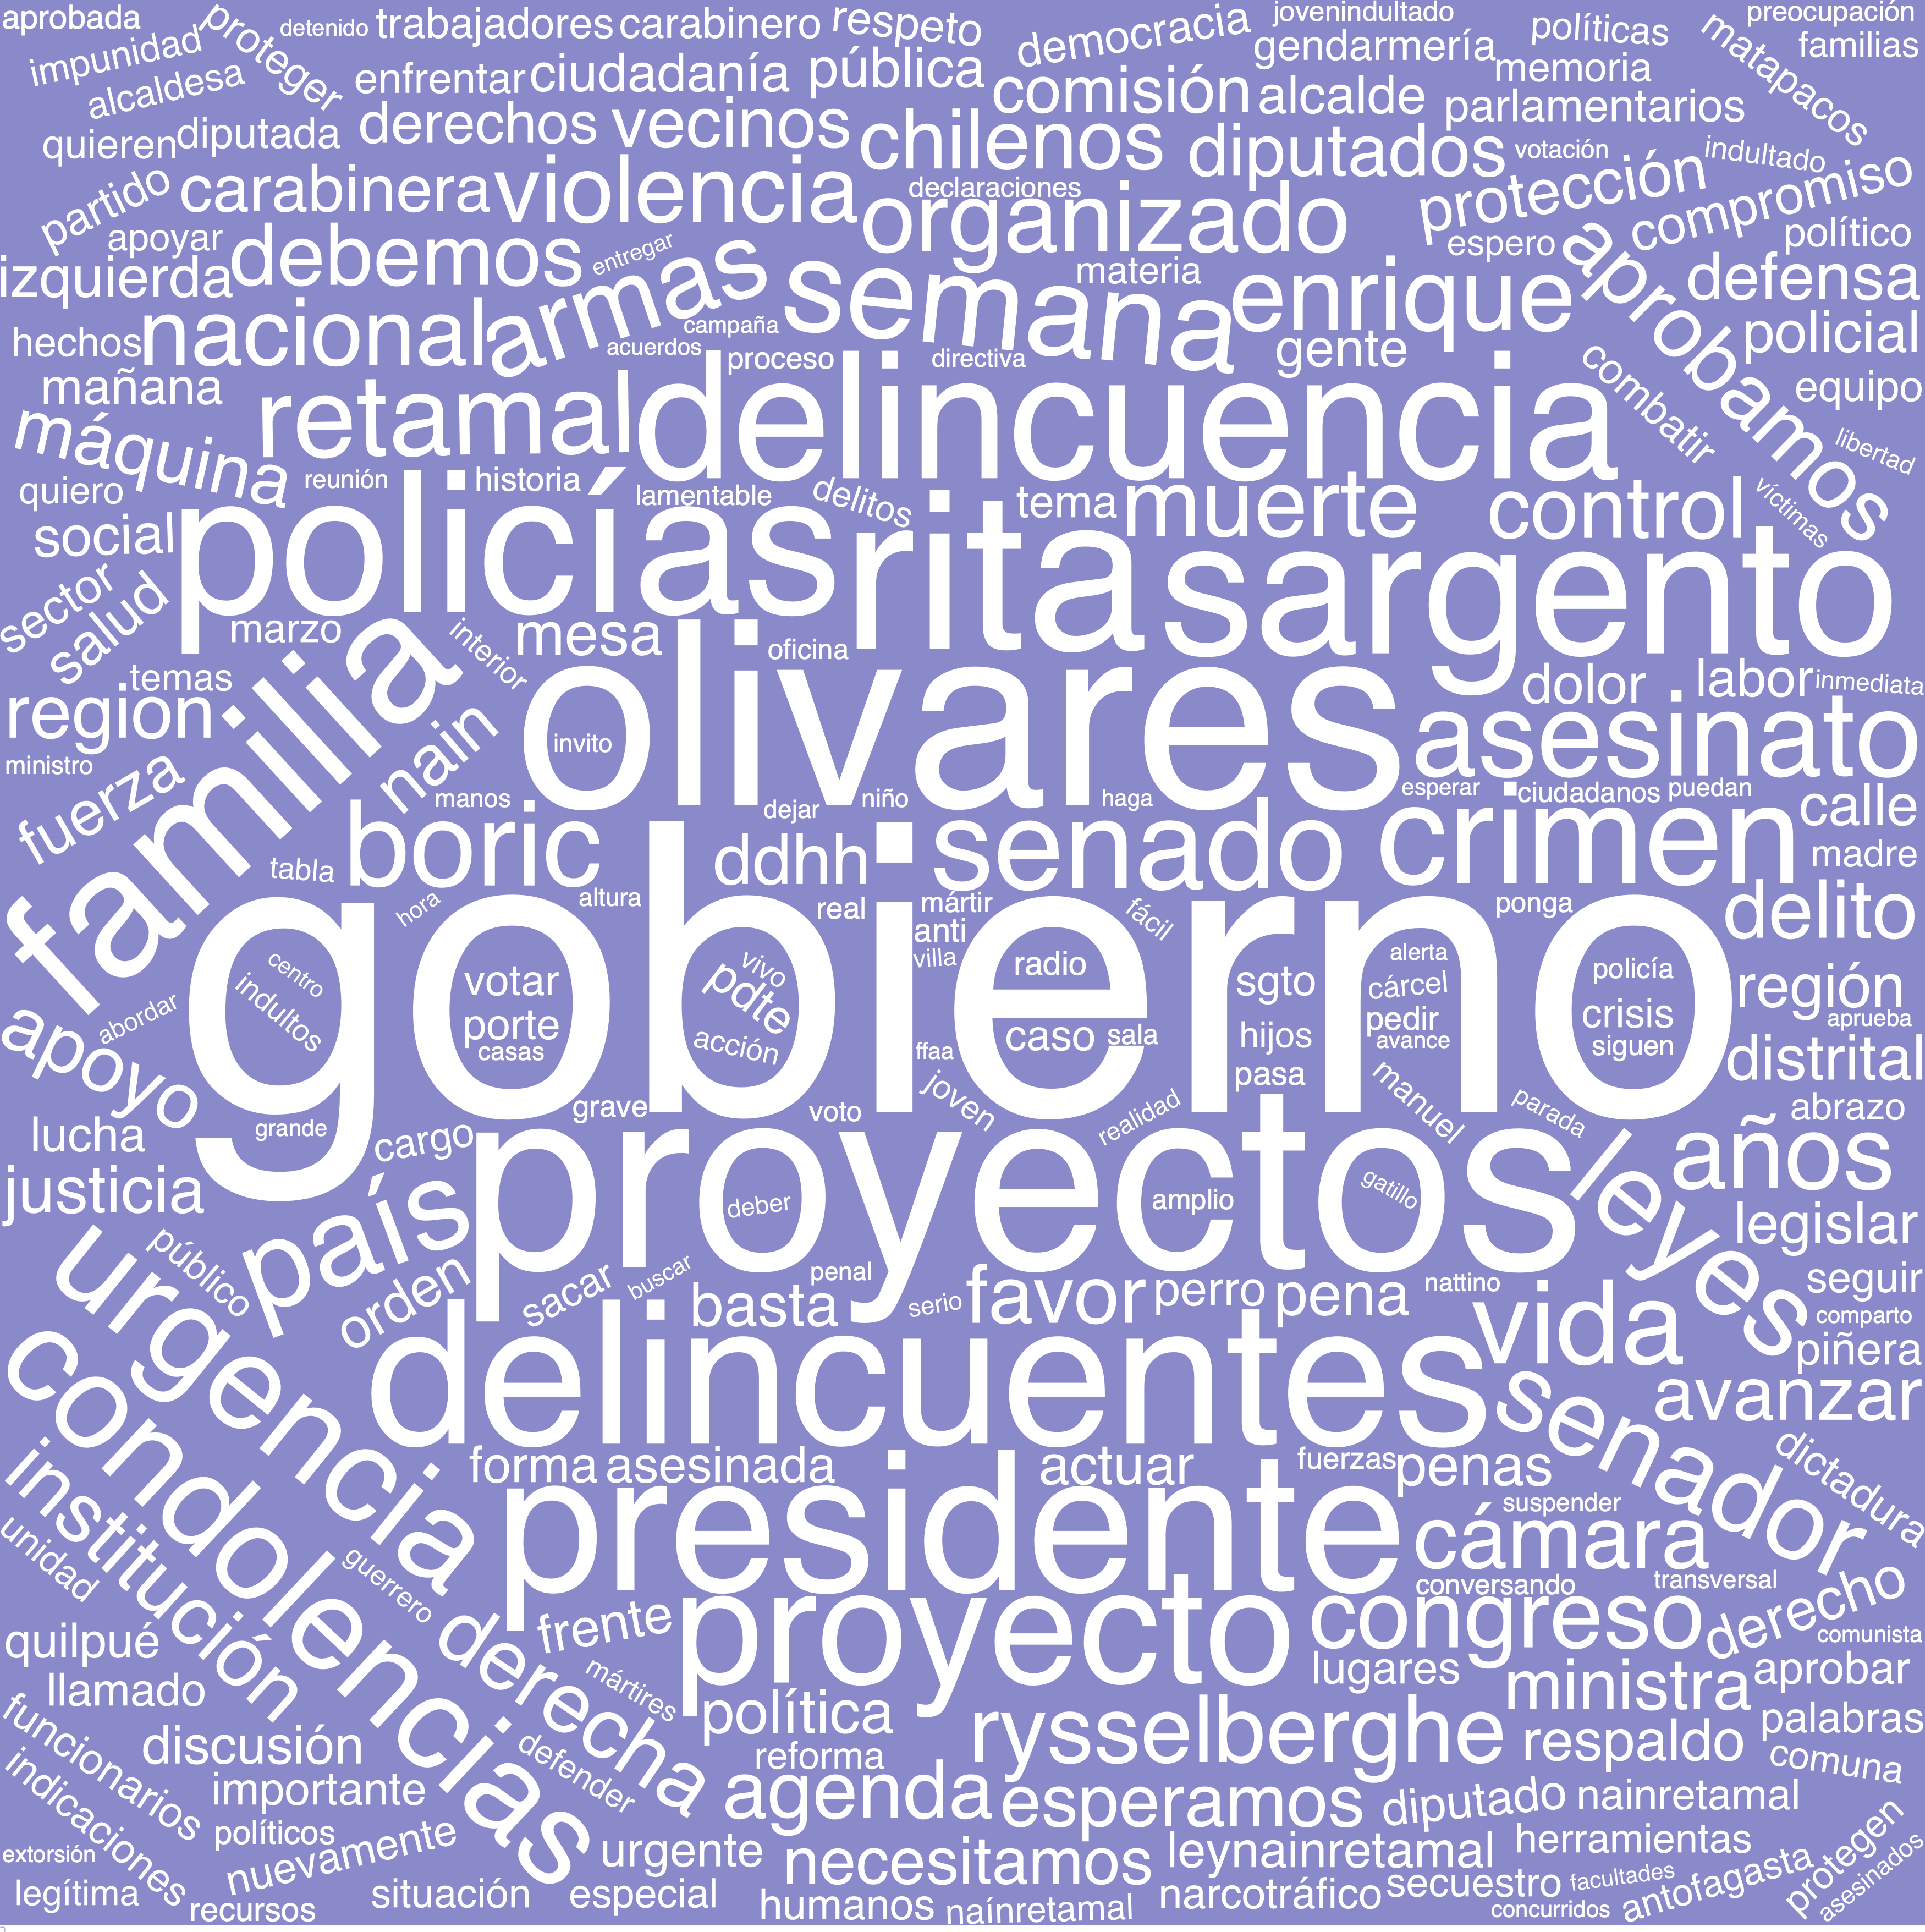 aprobada
detenido
trabajadores
carabinero
respeto
democracia
jovenindultado
políticas
preocupación
impunidad
proteger
gendarmería
matapacos
familias
alcaldesa
enfrentar
ciudadanía
pública
comisión
memoria
alcalde
parlamentarios
quieren
diputada
derechos
vecinos
chilenos
diputados
votación
indultado
partido
carabinera
violencia
declaraciones
organizado
protección
compromiso
apoyar
debemos
entregar
espero
político
izquierda
armas
semana
materia
enrique
aprobamos
defensa
hechos
nacional
campaña
acuerdos
proceso
directiva
gente
policial
mañana
retamal
delincuencia
combatir
equipo
máquina
reunión
historia
lamentable
delitos
tema
muerte
control
libertad
quiero
víctimas
social
policías
rita
sargento
sector
salud
marzo
interior
mesa
oficina
familia
olivares
dolor
labor
inmediata
temas
region
nain
invito
asesinato
ministro
fuerza
manos
dejar
niño
haga
esperar
ciudadanos
puedan
calle
boric
ddhh
senado
crimen
madre
tabla
hora
altura
real
mártir
fácil
ponga
delito
anti
gobierno
centro
indultos
votar
porte
casas
vivo
pdte
acción
villa
radio
sgto
alerta
cárcel
policía
región
abordar
pedir
crisis
aprueba
apoyo
ffaa
caso
sala
hijos
avance
siguen
distrital
joven
pasa
manuel
grave
voto
realidad
parada
abrazo
lucha
grande
cargo
proyectos
leyes
años
justicia
país
deber
amplio
gatillo
legislar
urgencia
público
orden
sacar
buscar
penal
basta
serio
favor
perro
pena
nattino
vida
seguir
comparto
piñera
condolencias
delincuentes
senador
avanzar
institución
forma
asesinada
actuar
fuerzas
penas
dictadura
unidad
guerrero
presidente
suspender
cámara
conversando
transversal
quilpué
derecha
frente
proyecto
congreso
derecho
comunista
llamado
mártires
lugares
ministra
aprobar
funcionarios
discusión
política
rysselberghe
respaldo
palabras
indicaciones
importante
defender
reforma
comuna
agenda
esperamos
diputado
nainretamal
políticos
extorsión
nuevamente
urgente
necesitamos
leynainretamal
herramientas
protegen
legítima
recursos
situación
especial
humanos
naínretamal
narcotráfico
secuestro
facultades
concurridos
antofagasta
asesinados